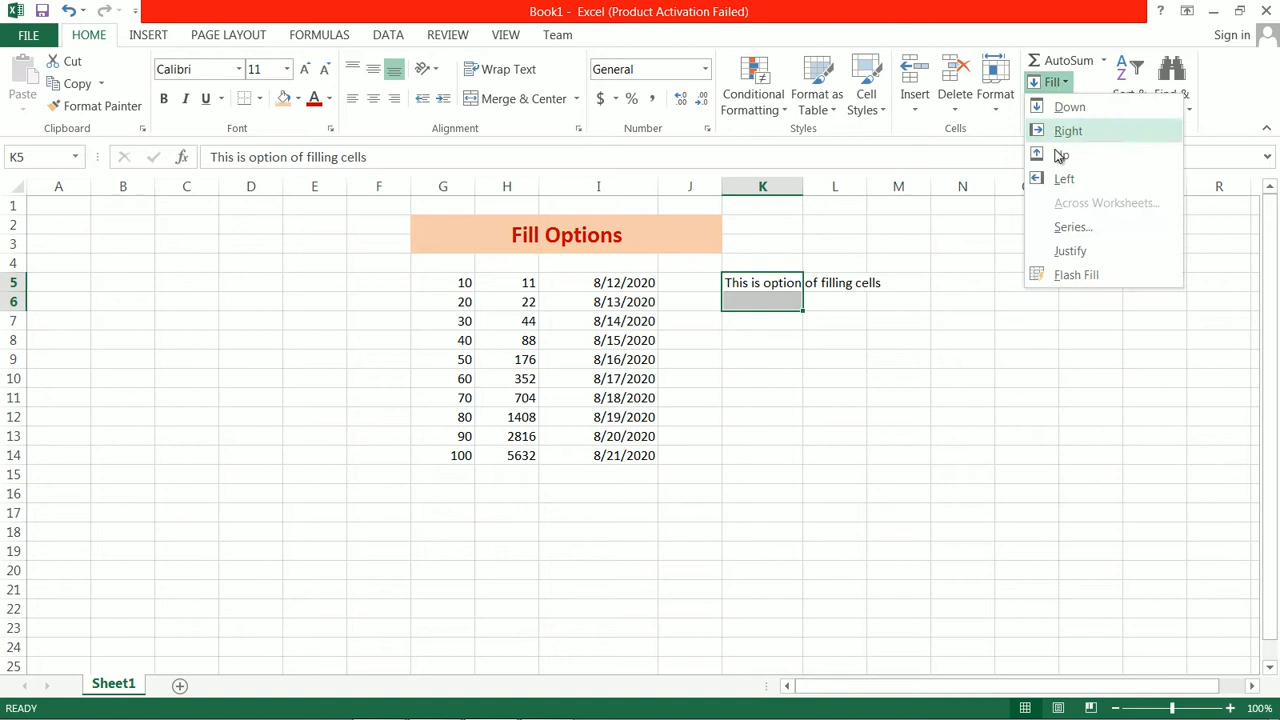 Book1 - Excel (Product Activation Failed)
?
FILE HOME INSERT PAGE LAYOUT FORMULAS DATA REVIEW VIEW Team Sign in
Paste
Cut
Copy
Format Painter
Clipboard
Calibri 11
B I U
Font
Wrap Text
Merge & Center
Alignment
General
$ % ,
Number
Conditional Formatting
Format as Table
Cell Styles
Styles
Insert Delete Format
Cells
AutoSum
Fill
Down
Right
Left
Across Worksheets...
Series...
Justify
Flash Fill
K5 fx This is option of filling cells
A B C D E F G H I J K L M N R
1
2
3
Fill Options
4
5 10 11 8/12/2020 This is option of filling cells
6 20 22 8/13/2020
7 30 44 8/14/2020
8 40 88 8/15/2020
9 50 176 8/16/2020
10 60 352 8/17/2020
11 70 704 8/18/2020
12 80 1408 8/19/2020
13 90 2816 8/20/2020
14 100 5632 8/21/2020
15
16
17
18
19
20
21
22
23
24
25
Sheet1
READY 100%